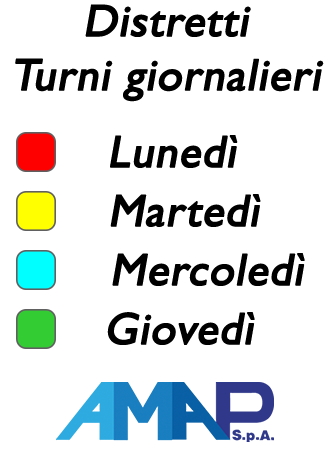 Distretti
Turni giornalieri
Lunedì
Martedì
Mercoledì
Giovedì
AMAP
S.p.A.